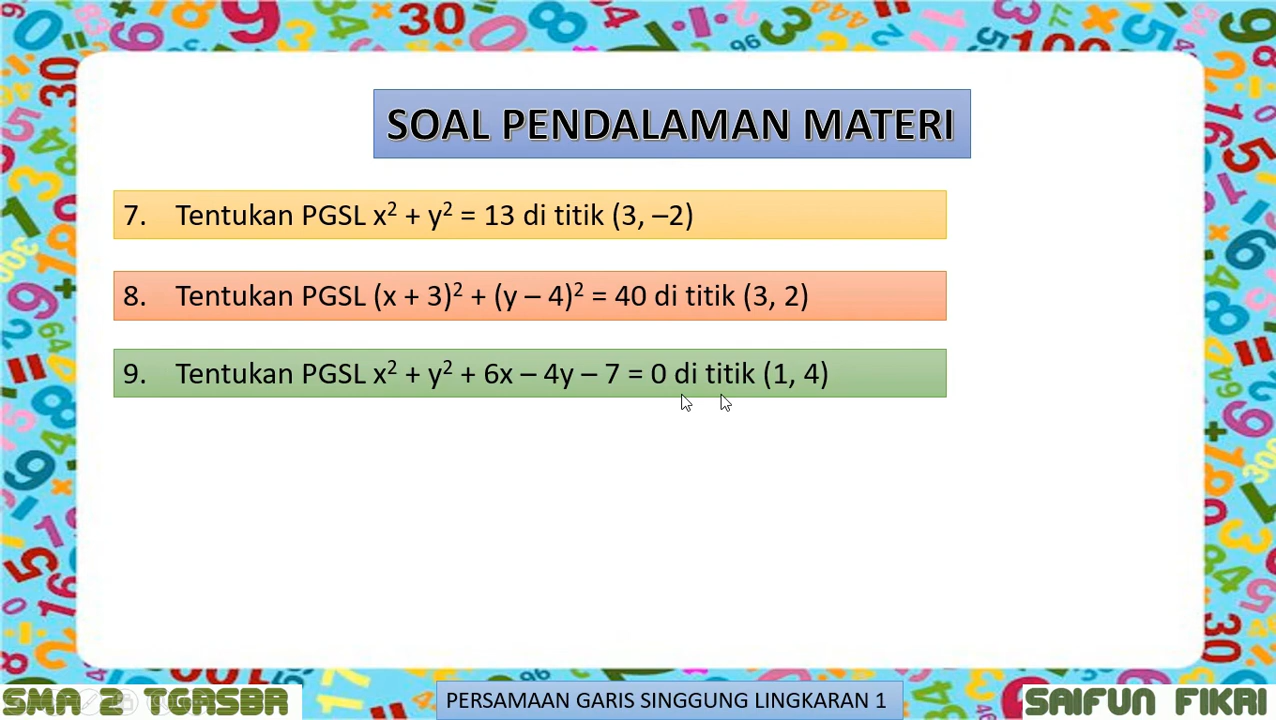 SOAL PENDALAMAN MATERI
7. Tentukan PGSL x² + y² = 13 di titik (3, –2)
8. Tentukan PGSL (x + 3)² + (y – 4)² = 40 di titik (3, 2)
9. Tentukan PGSL x² + y² + 6x – 4y – 7 = 0 di titik (1, 4)
SMA 2 TGRSBR
PERSAMAAN GARIS SINGGUNG LINGKARAN 1
SAIFUN FIKRI